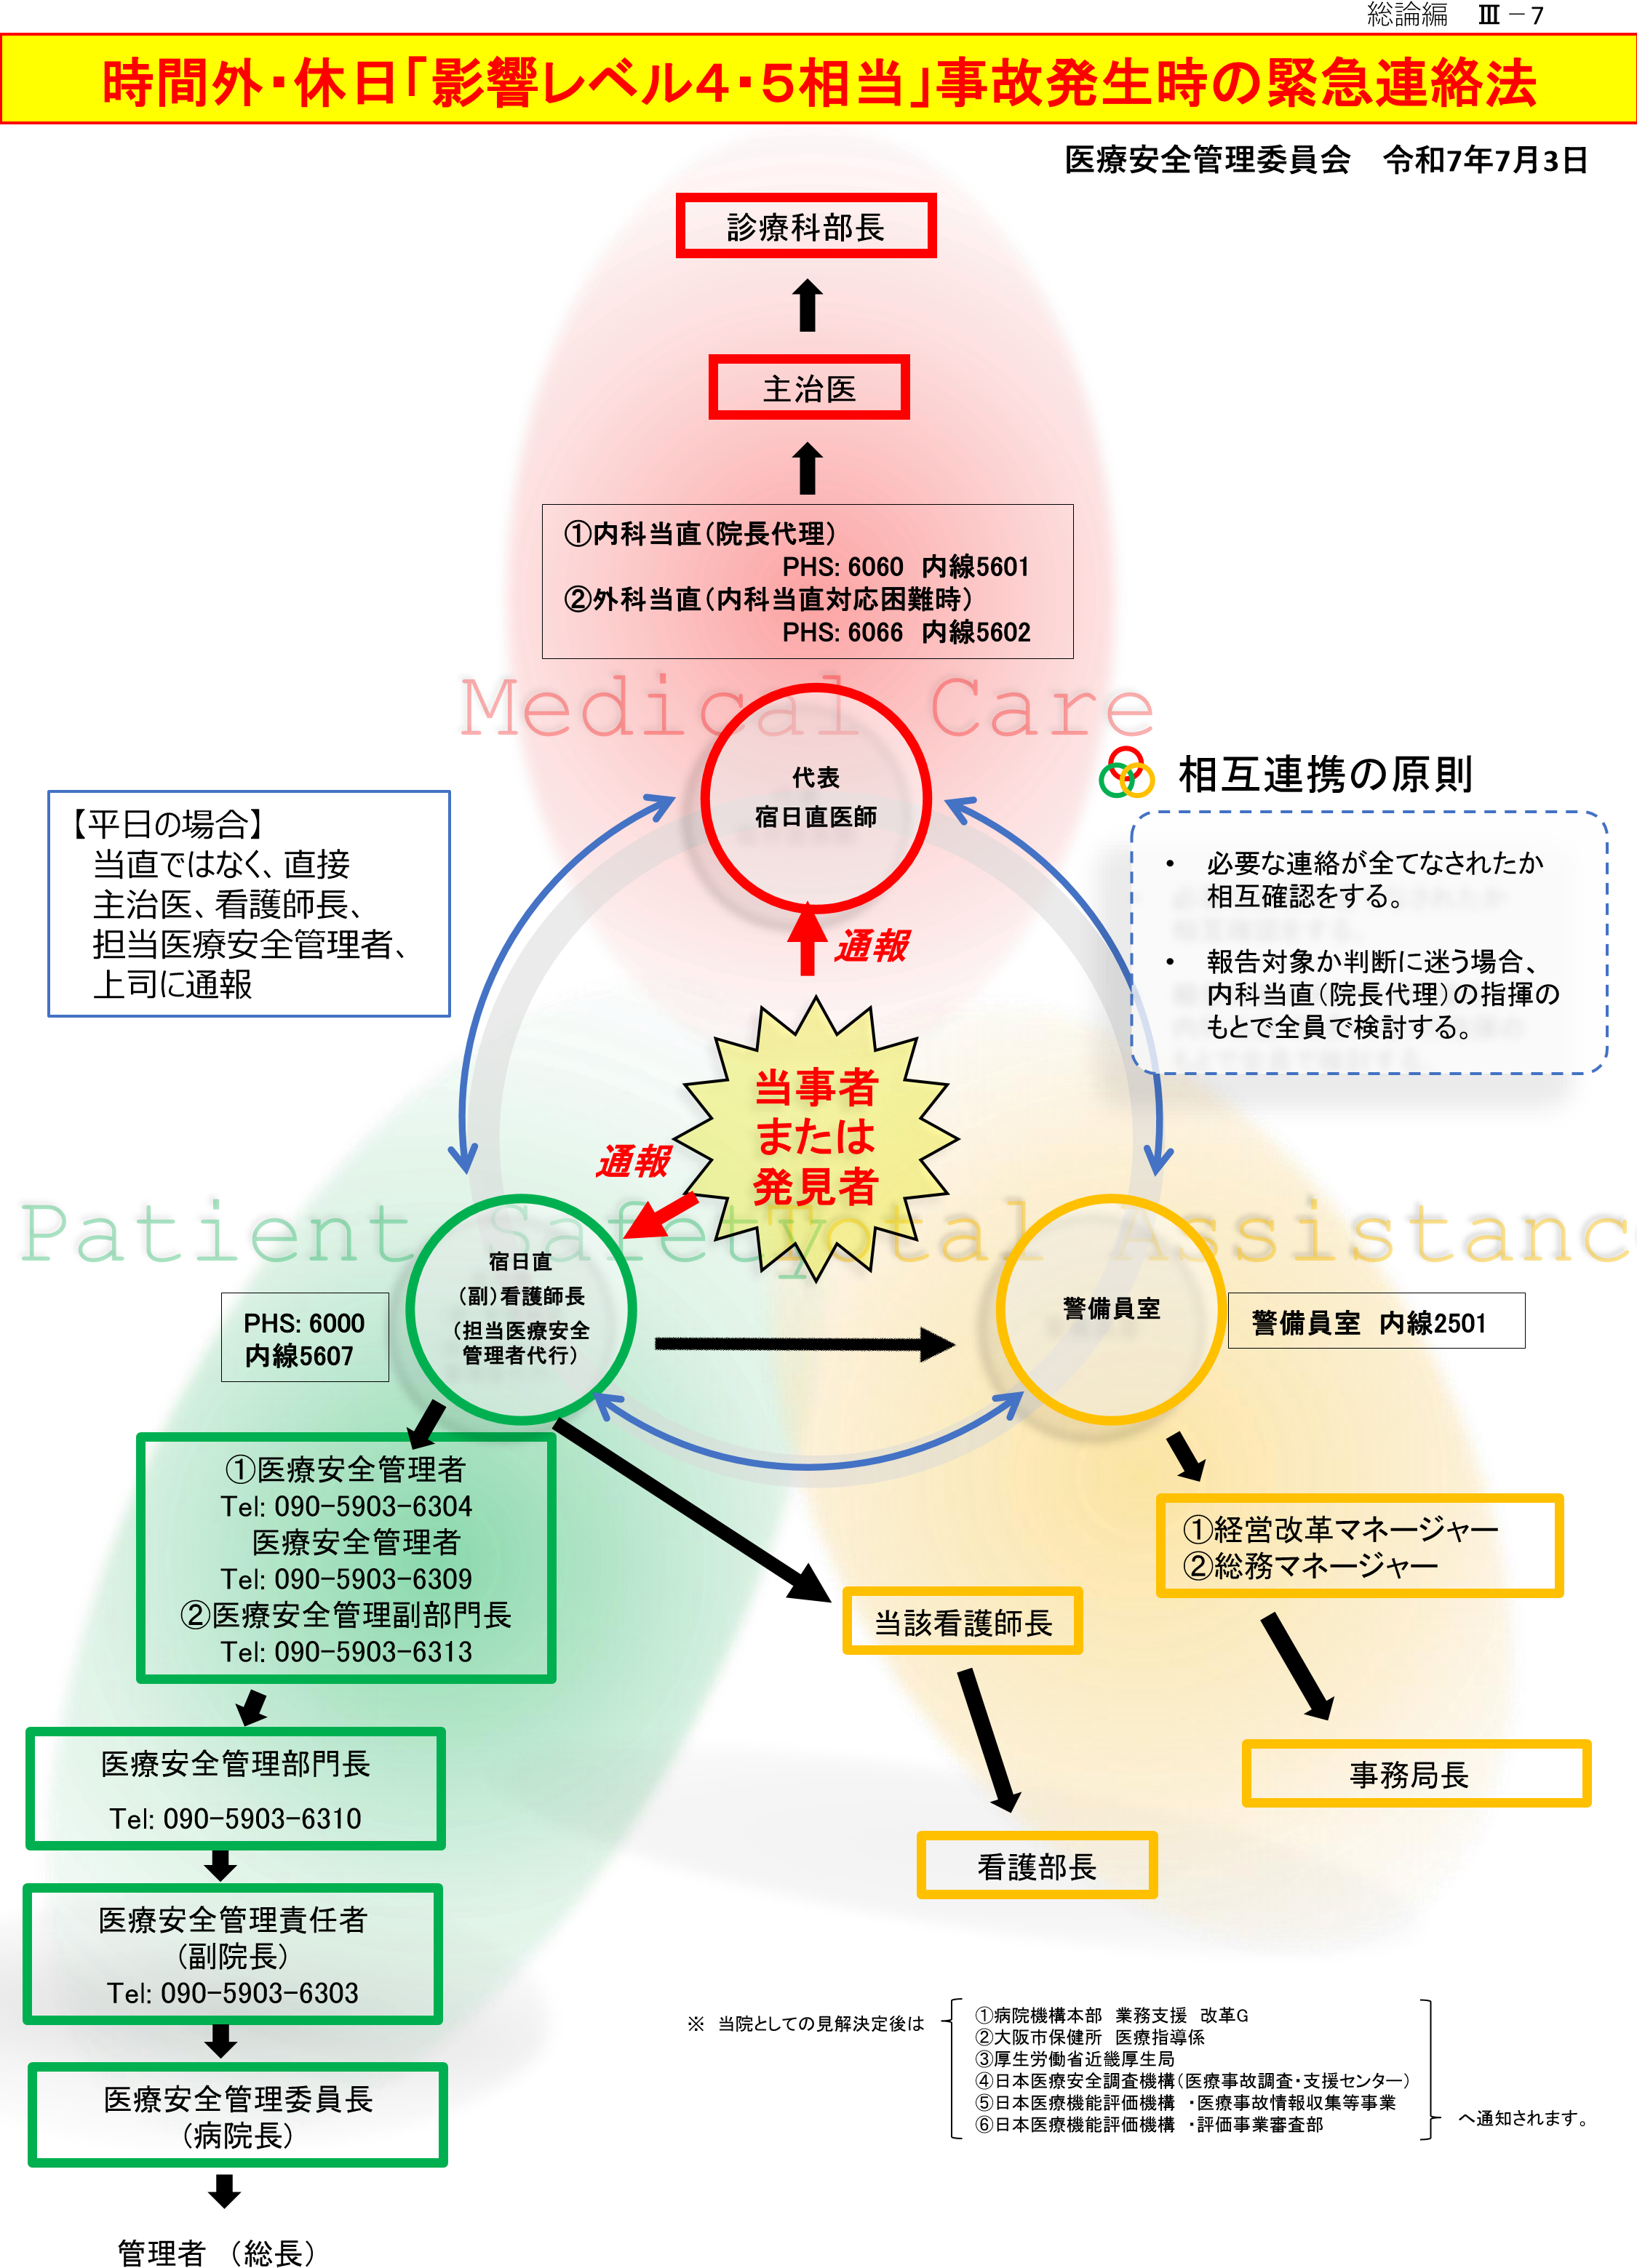 総論編　Ⅲ－7
時間外・休日「影響レベル４・５相当」事故発生時の緊急連絡法
医療安全管理委員会　令和7年7月3日
診療科部長
主治医
①内科当直（院長代理）
PHS: 6060　内線5601
②外科当直（内科当直対応困難時）
PHS: 6066　内線5602
Medical Care
代表
宿日直医師
相互連携の原則
・　必要な連絡が全てなされたか
相互確認をする。
・　報告対象か判断に迷う場合、
内科当直（院長代理）の指揮の
もとで全員で検討する。
【平日の場合】
当直ではなく、直接
主治医、看護師長、
担当医療安全管理者、
上司に通報
通報
当事者
または
発見者
通報
Patient Safety
Total Assistanc
宿日直
（副）看護師長
（担当医療安全
管理者代行）
PHS: 6000
内線5607
警備員室
警備員室　内線2501
①医療安全管理者
Tel: 090-5903-6304
医療安全管理者
Tel: 090-5903-6309
②医療安全管理副部門長
Tel: 090-5903-6313
①経営改革マネージャー
②総務マネージャー
当該看護師長
医療安全管理部門長
Tel: 090-5903-6310
事務局長
看護部長
医療安全管理責任者
（副院長）
Tel: 090-5903-6303
医療安全管理委員長
（病院長）
管理者　（総長）
※　当院としての見解決定後は
①病院機構本部　業務支援　改革G
②大阪市保健所　医療指導係
③厚生労働省近畿厚生局
④日本医療安全調査機構（医療事故調査・支援センター）
⑤日本医療機能評価機構　・医療事故情報収集等事業
⑥日本医療機能評価機構　・評価事業審査部
へ通知されます。